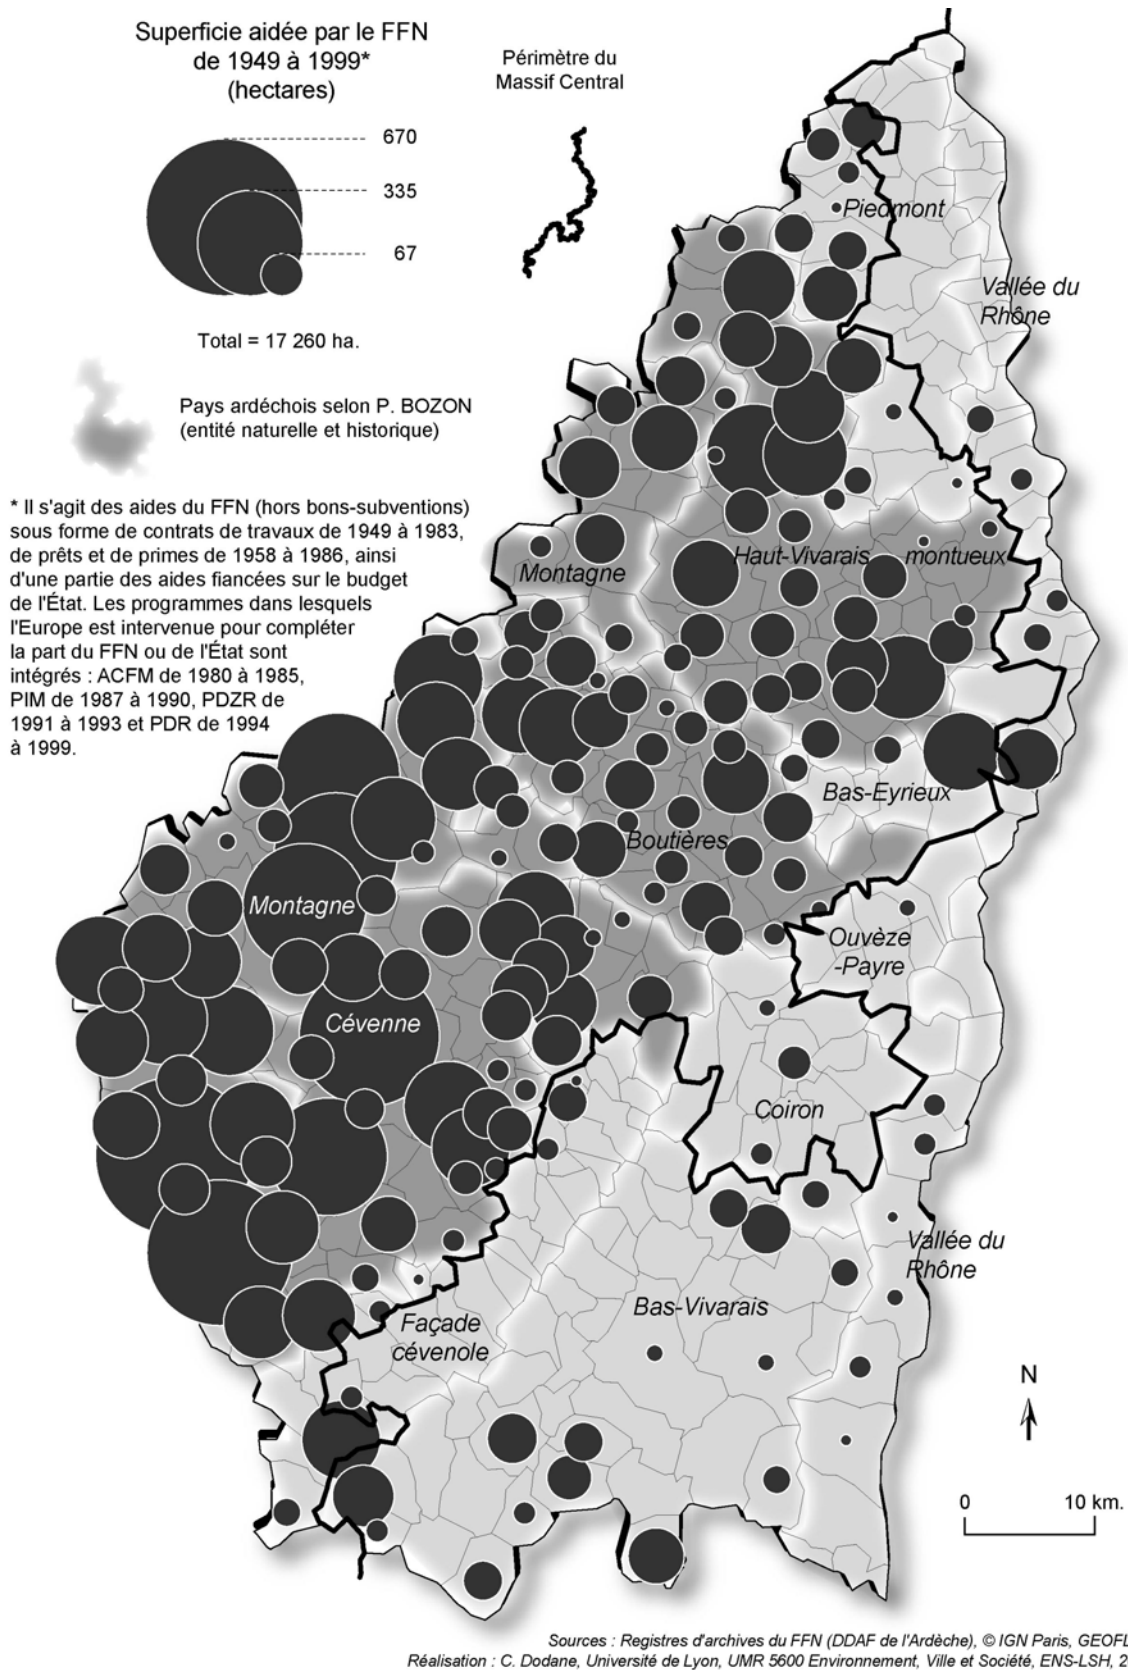 Superficie aidée par le FFN
de 1949 à 1999*
(hectares)
670
335
67
Total = 17 260 ha.
Périmètre du
Massif Central
Pays ardéchois selon P. BOZON
(entité naturelle et historique)
* Il s'agit des aides du FFN (hors bons-subventions)
sous forme de contrats de travaux de 1949 à 1983,
de prêts et de primes de 1958 à 1986, ainsi
d'une partie des aides fiancées sur le budget
de l'État. Les programmes dans lesquels
l'Europe est intervenue pour compléter
la part du FFN ou de l'État sont
intégrés : ACFM de 1980 à 1985,
PIM de 1987 à 1990, PDZR de
1991 à 1993 et PDR de 1994
à 1999.
Piedmont
Vallée du
Rhône
Haut-Vivarais montueux
Montagne
Bas-Eyrieux
Boutières
Montagne
Ouvèze
-Payre
Cévenne
Coiron
Vallée du
Rhône
Bas-Vivarais
Façade
cévenole
N
0 10 km.
Sources : Registres d'archives du FFN (DDAF de l'Ardèche), © IGN Paris, GEOFL
Réalisation : C. Dodane, Université de Lyon, UMR 5600 Environnement, Ville et Société, ENS-LSH, 2